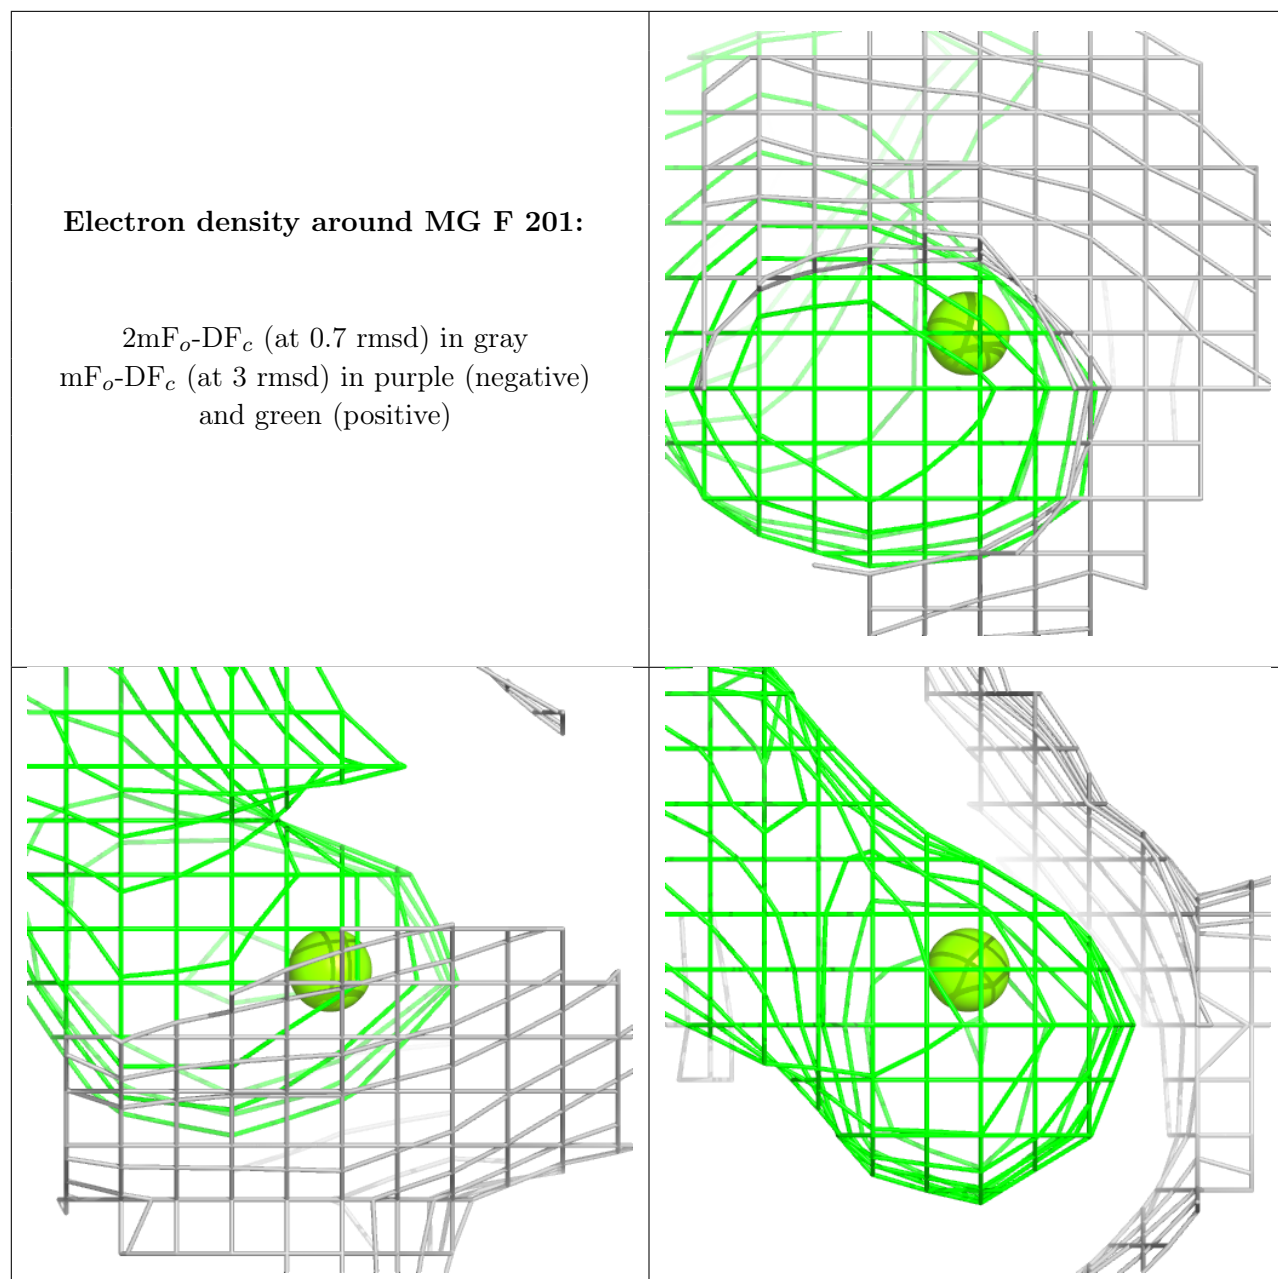 Electron density around MG F 201:
2mFo-DFc (at 0.7 rmsd) in gray
mFo-DFc (at 3 rmsd) in purple (negative)
and green (positive)